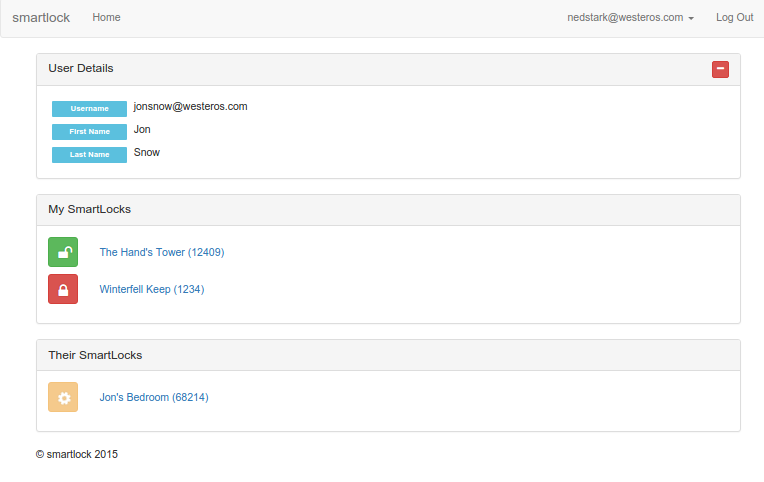 smartlock Home nedstark@westeros.com Log Out
User Details
Username jonsnow@westeros.com
First Name Jon
Last Name Snow
My SmartLocks
The Hand's Tower (12409)
Winterfell Keep (1234)
Their SmartLocks
Jon's Bedroom (68214)
© smartlock 2015